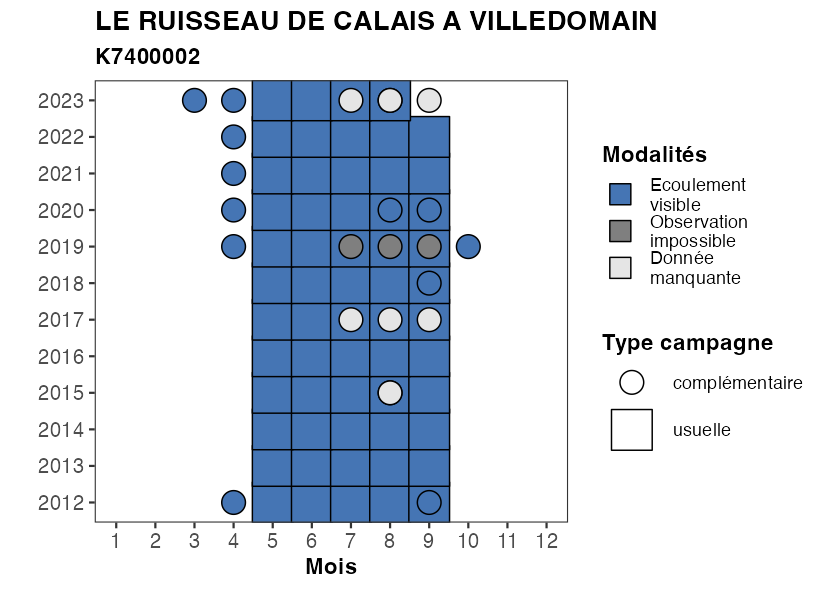 LE RUISSEAU DE CALAIS A VILLEDOMAIN
K7400002
2023
2022
2021
2020
2019
2018
2017
2016
2015
2014
2013
2012
1 2 3 4 5 6 7 8 9 10 11 12
Mois
Modalités
Ecoulement
visible
Observation
impossible
Donnée
manquante
Type campagne
complémentaire
usuelle